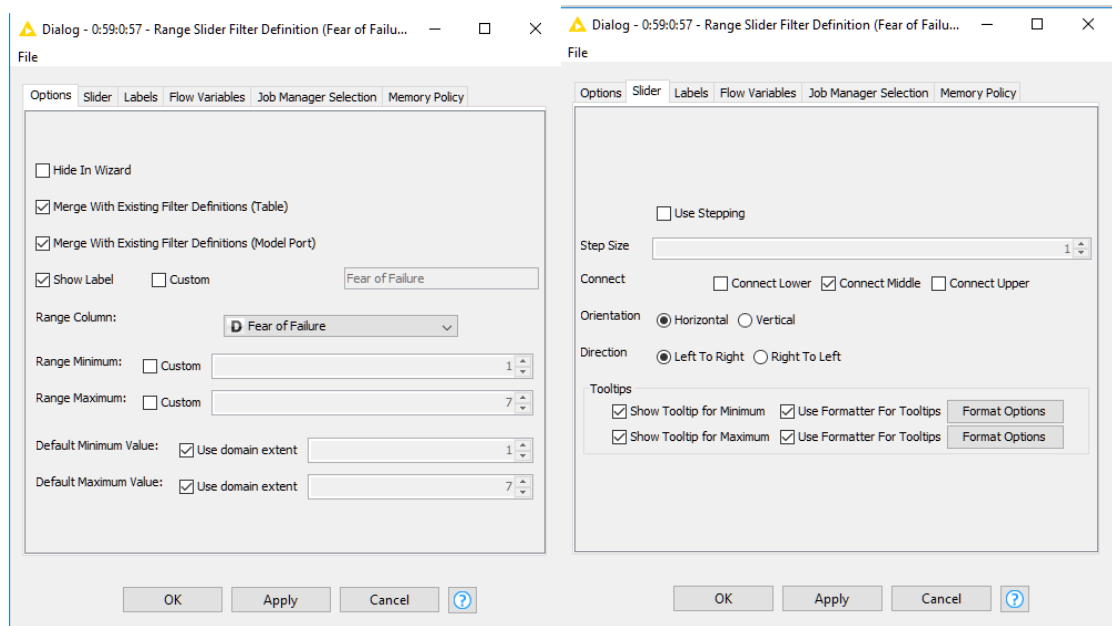 Dialog - 0:59:0:57 - Range Slider Filter Definition (Fear of Failu...
File
Options Slider Labels Flow Variables Job Manager Selection Memory Policy
Hide In Wizard
Merge With Existing Filter Definitions (Table)
Merge With Existing Filter Definitions (Model Port)
Show Label Custom Fear of Failure
Range Column: D Fear of Failure
Range Minimum: Custom 1
Range Maximum: Custom 7
Default Minimum Value: Use domain extent 1
Default Maximum Value: Use domain extent 7
OK Apply Cancel ?
Dialog - 0:59:0:57 - Range Slider Filter Definition (Fear of Failu...
File
Options Slider Labels Flow Variables Job Manager Selection Memory Policy
Use Stepping
Step Size 1
Connect Connect Lower Connect Middle Connect Upper
Orientation Horizontal Vertical
Direction Left To Right Right To Left
Tooltips
Show Tooltip for Minimum Use Formatter For Tooltips Format Options
Show Tooltip for Maximum Use Formatter For Tooltips Format Options
OK Apply Cancel ?